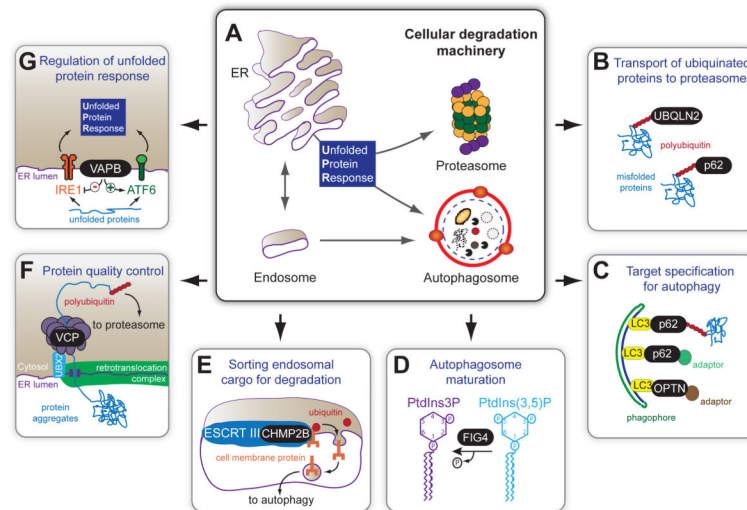 A
Cellular degradation
machinery
ER
Unfolded
Protein
Response
Proteasome
Endosome
Autophagosome
B
Transport of ubiquinated
proteins to proteasome
UBQLN2
polyubiquitin
p62
misfolded
proteins
C
Target specification
for autophagy
LC3 p62
LC3 p62
adaptor
LC3 OPTN
adaptor
phagophore
D
Autophagosome
maturation
PtdIns3P
PtdIns(3,5)P
FIG4
P
E
Sorting endosomal
cargo for degradation
ubiquitin
ESCRT III CHMP2B
cell membrane protein
to autophagy
F
Protein quality control
polyubiquitin
to proteasome
VCP
UBX2
Cytosol
retrotranslocation
ER lumen
complex
protein
aggregates
G
Regulation of unfolded
protein response
Unfolded
Protein
Response
VAPB
ER lumen
IRE1 - + ATF6
unfolded proteins